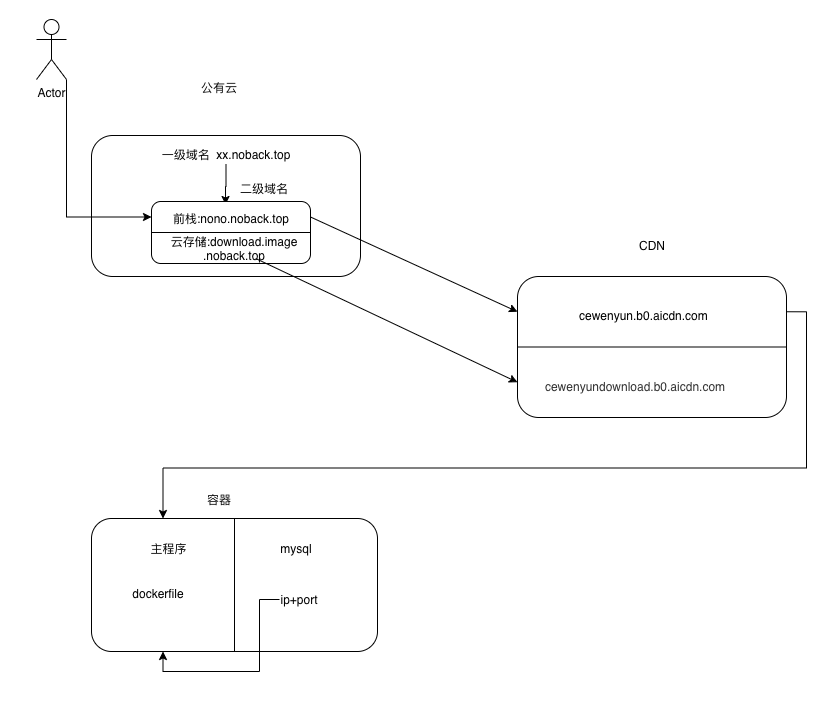 Actor
公有云
一级域名 xx.noback.top
二级域名
前栈:nono.noback.top
云存储:download.image
.noback.top
CDN
cewenyun.b0.aicdn.com
cewenyundownload.b0.aicdn.com
容器
主程序
mysql
dockerfile
ip+port